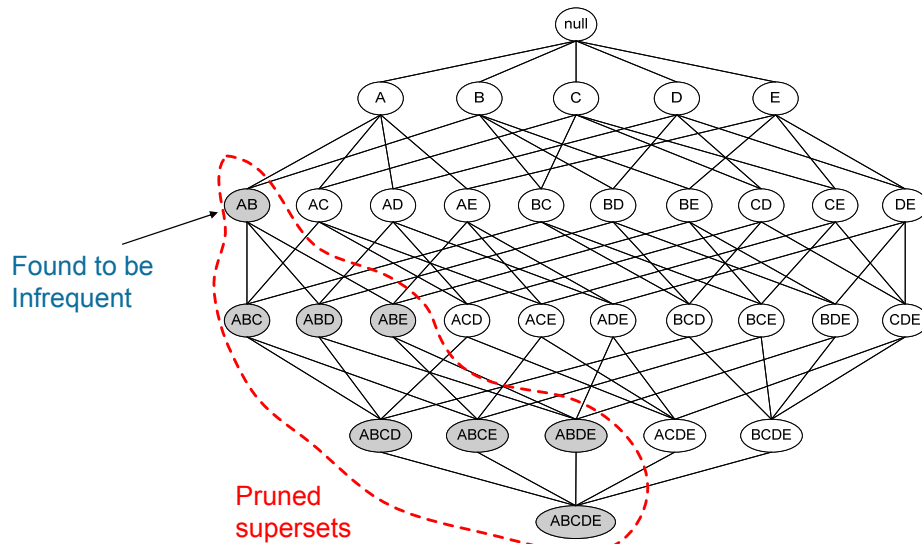 null
A B C D E
AB AC AD AE BC BD BE CD CE DE
Found to be
Infrequent
ABC ABD ABE ACD ACE ADE BCD BCE BDE CDE
ABCD ABCE ABDE ACDE BCDE
Pruned
supersets
ABCDE